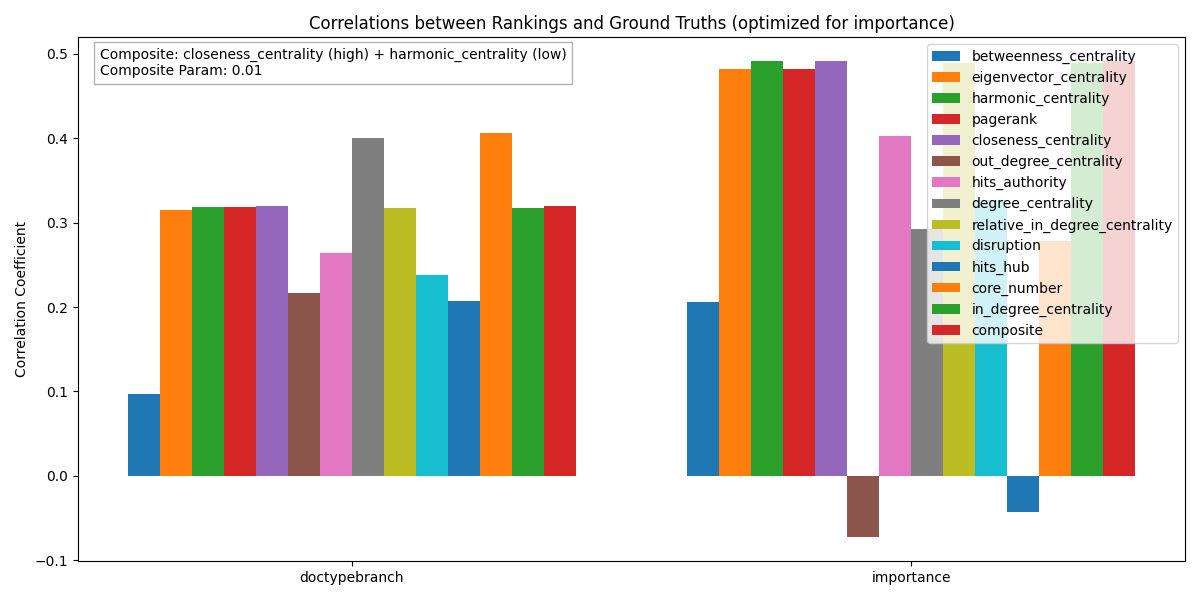 Correlations between Rankings and Ground Truths (optimized for importance)
Composite: closeness_centrality (high) + harmonic_centrality (low)
Composite Param: 0.01
betweenness_centrality
eigenvector_centrality
harmonic_centrality
pagerank
closeness_centrality
out_degree_centrality
hits_authority
degree_centrality
relative_in_degree_centrality
disruption
hits_hub
core_number
in_degree_centrality
composite
Correlation Coefficient
0.5
0.4
0.3
0.2
0.1
0.0
−0.1
doctypebranch
importance